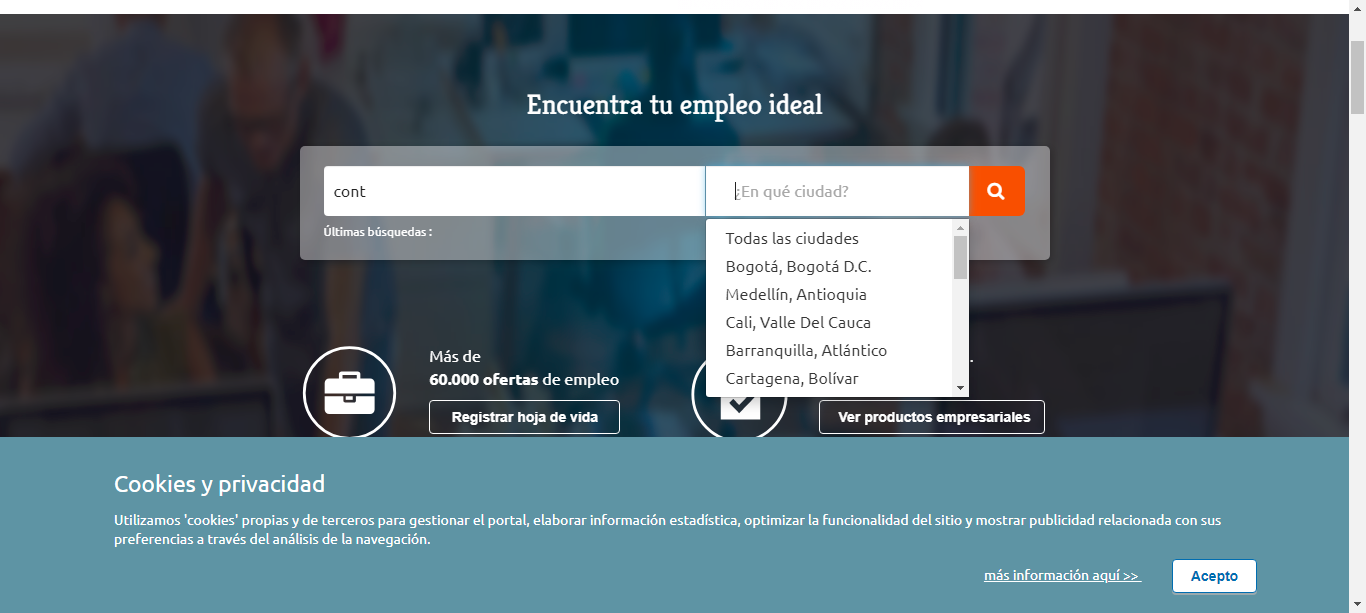 Encuentra tu empleo ideal
cont
¿En qué ciudad?
Últimas búsquedas :
Todas las ciudades
Bogotá, Bogotá D.C.
Medellín, Antioquia
Cali, Valle Del Cauca
Barranquilla, Atlántico
Cartagena, Bolívar
Más de
60.000 ofertas de empleo
Registrar hoja de vida
Ver productos empresariales
Cookies y privacidad
Utilizamos 'cookies' propias y de terceros para gestionar el portal, elaborar información estadística, optimizar la funcionalidad del sitio y mostrar publicidad relacionada con sus
preferencias a través del análisis de la navegación.
más información aquí >>
Acepto